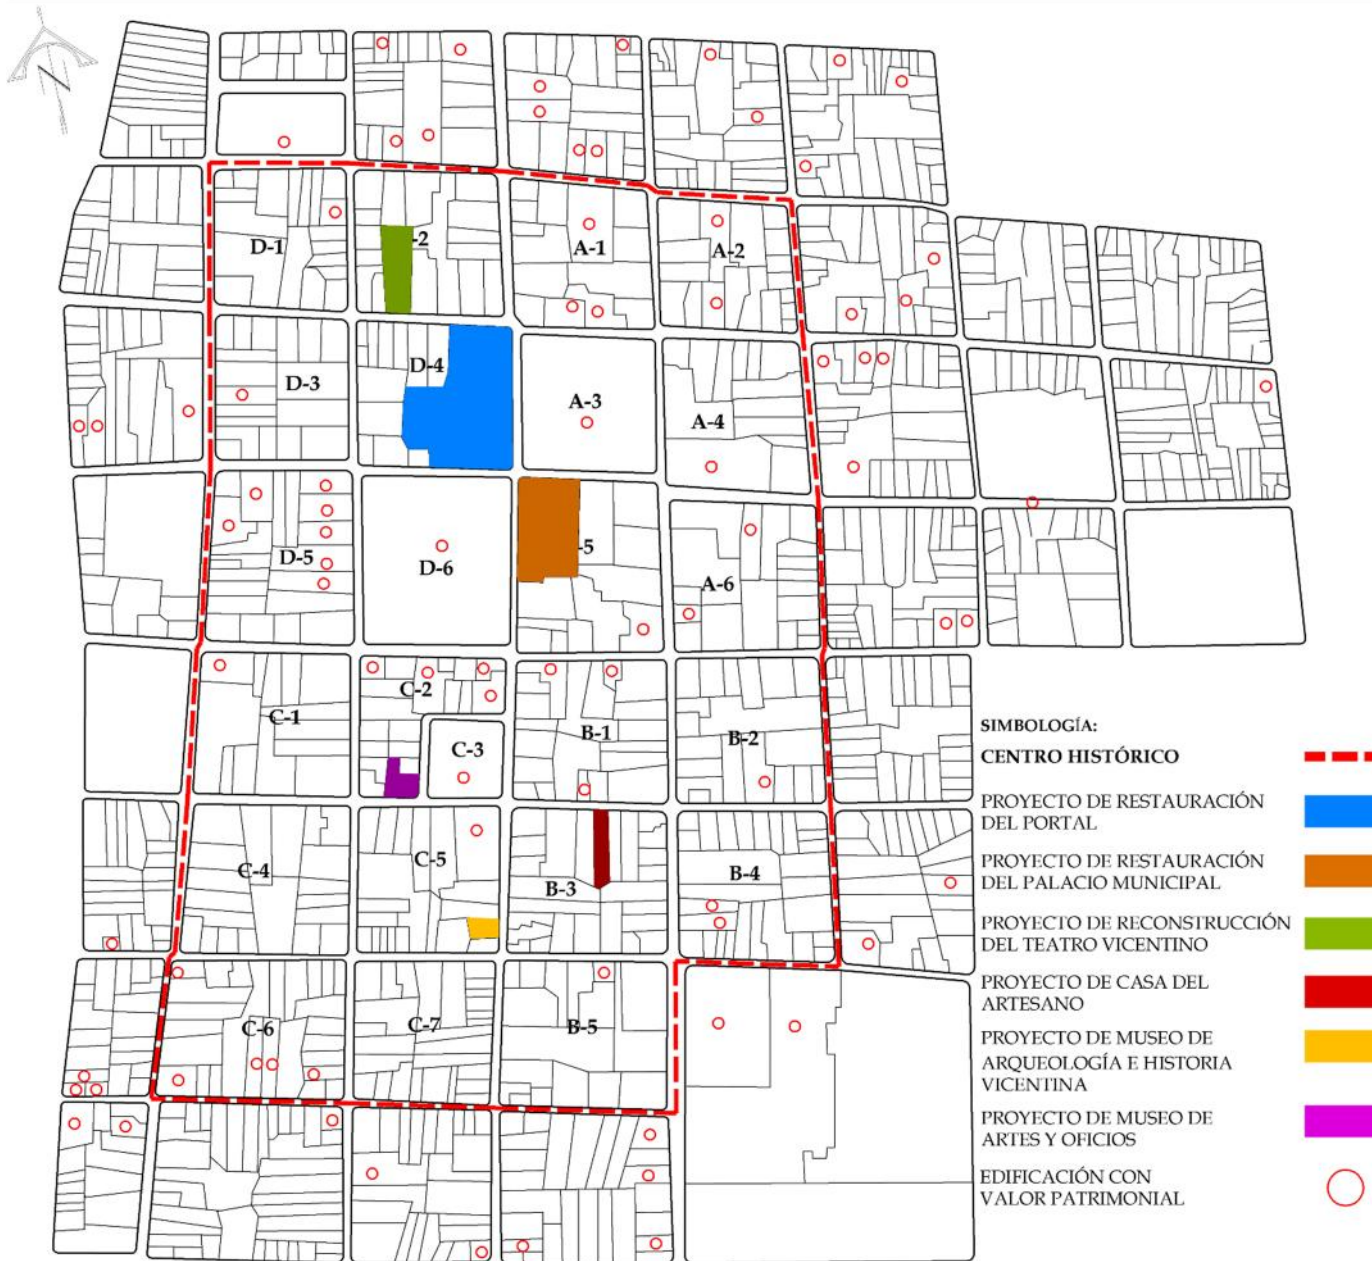 D-1
-2
A-1
A-2
D-3
D-4
A-3
A-4
D-5
D-6
-5
A-6
C-1
C-2
C-3
B-1
B-2
C-4
C-5
B-3
B-4
C-6
C-7
B-5
SIMBOLOGÍA:
CENTRO HISTÓRICO
PROYECTO DE RESTAURACIÓN
DEL PORTAL
PROYECTO DE RESTAURACIÓN
DEL PALACIO MUNICIPAL
PROYECTO DE RECONSTRUCCIÓN
DEL TEATRO VICENTINO
PROYECTO DE CASA DEL
ARTESANO
PROYECTO DE MUSEO DE
ARQUEOLOGÍA E HISTORIA
VICENTINA
PROYECTO DE MUSEO DE
ARTES Y OFICIOS
EDIFICACIÓN CON
VALOR PATRIMONIAL